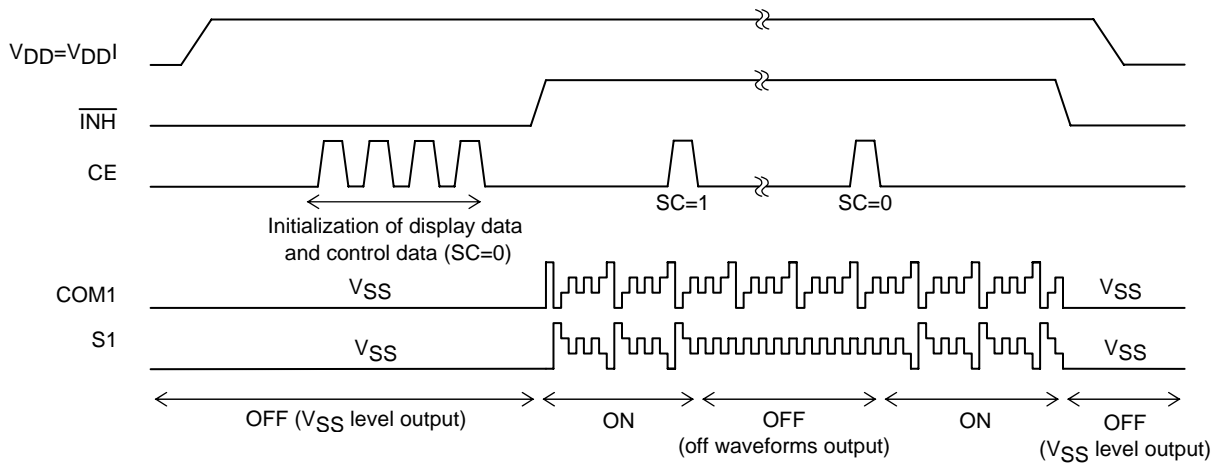 VDD=VDDI
INH
CE
SC=1
SC=0
Initialization of display data
and control data (SC=0)
COM1
VSS
VSS
S1
VSS
VSS
OFF (VSS level output)
ON
OFF
(off waveforms output)
ON
OFF
(VSS level output)